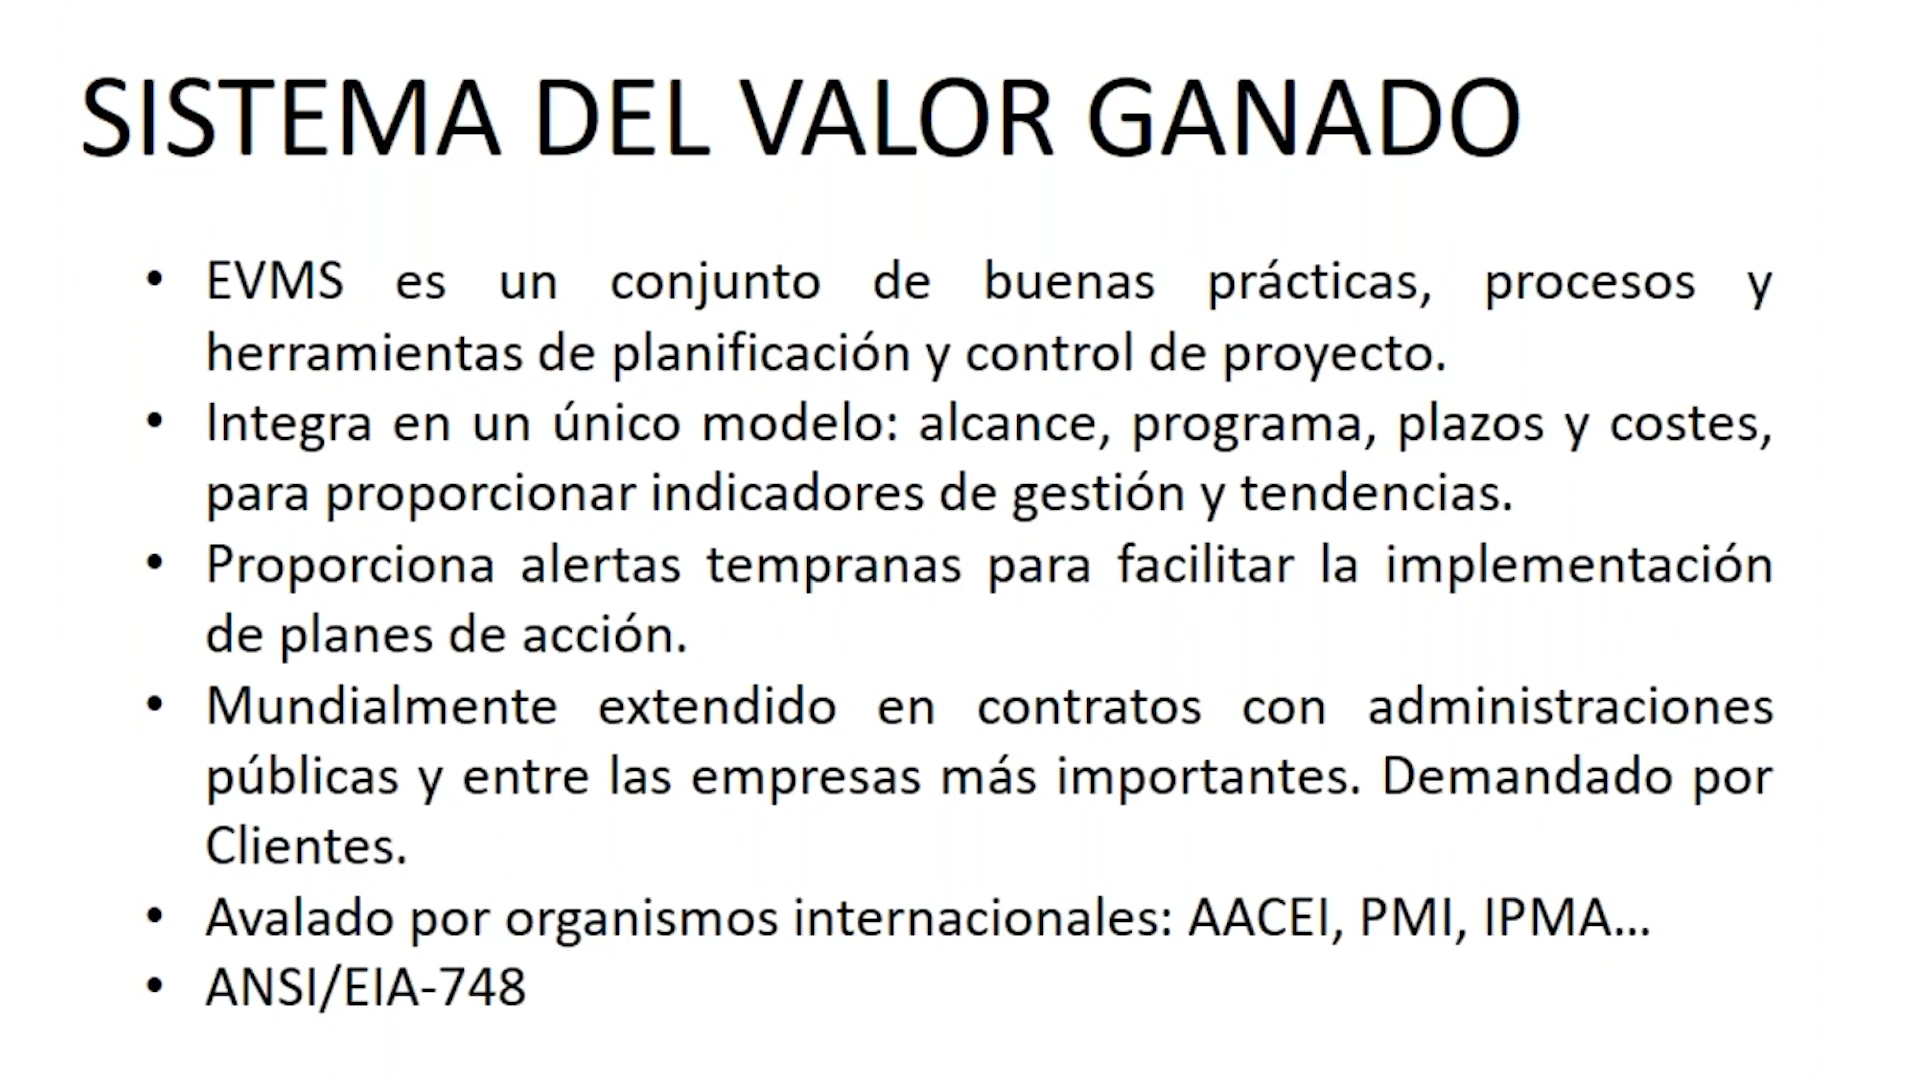 SISTEMA DEL VALOR GANADO
• EVMS es un conjunto de buenas prácticas, procesos y
herramientas de planificación y control de proyecto.
• Integra en un único modelo: alcance, programa, plazos y costes,
para proporcionar indicadores de gestión y tendencias.
• Proporciona alertas tempranas para facilitar la implementación
de planes de acción.
• Mundialmente extendido en contratos con administraciones
públicas y entre las empresas más importantes. Demandado por
Clientes.
• Avalado por organismos internacionales: AACEI, PMI, IPMA...
• ANSI/EIA-748